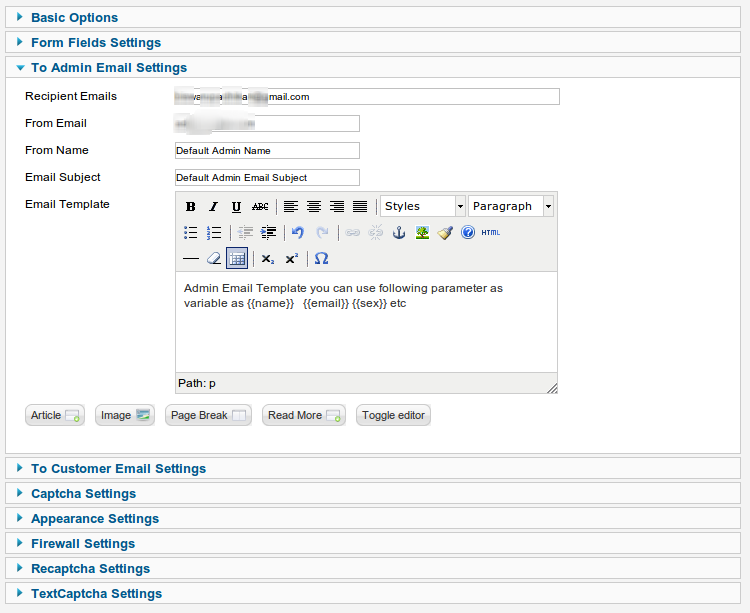 Basic Options
Form Fields Settings
To Admin Email Settings
Recipient Emails
mail.com
From Email
From Name Default Admin Name
Email Subject Default Admin Email Subject
Email Template
B I U ABC Styles Paragraph
HTML
Admin Email Template you can use following parameter as
variable as {{name}} {{email}} {{sex}} etc
Path: p
Article Image Page Break Read More Toggle editor
To Customer Email Settings
Captcha Settings
Appearance Settings
Firewall Settings
Recaptcha Settings
TextCaptcha Settings